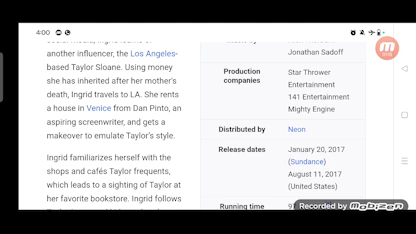 4:00
another influencer, the Los Angeles-
based Taylor Sloane. Using money
she has inherited after her mother's
death, Ingrid travels to LA. She rents
a house in Venice from Dan Pinto, an
aspiring screenwriter, and gets a
makeover to emulate Taylor's style.
Ingrid familiarizes herself with the
shops and cafés Taylor frequents,
which leads to a sighting of Taylor at
her favorite bookstore. Ingrid follows
Jonathan Sadoff
Production
companies
Star Thrower
Entertainment
141 Entertainment
Mighty Engine
Distributed by
Neon
Release dates
January 20, 2017
(Sundance)
August 11, 2017
(United States)
Running time
Recorded by
Mobizen